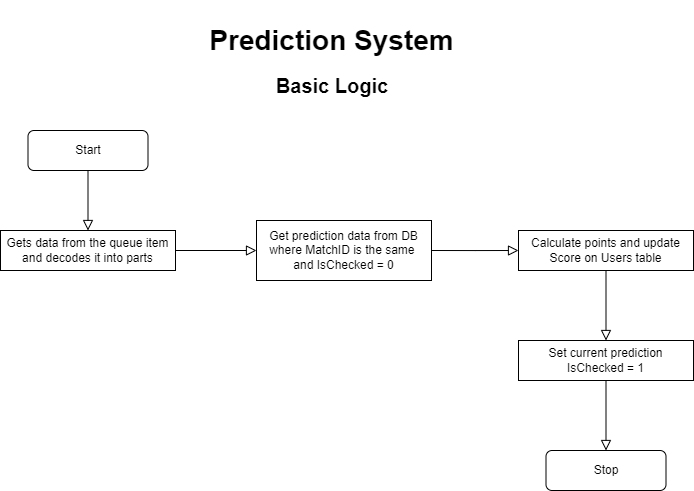 Prediction System
Basic Logic
Start
Gets data from the queue item
and decodes it into parts
Get prediction data from DB
where MatchID is the same
and IsChecked = 0
Calculate points and update
Score on Users table
Set current prediction
IsChecked = 1
Stop